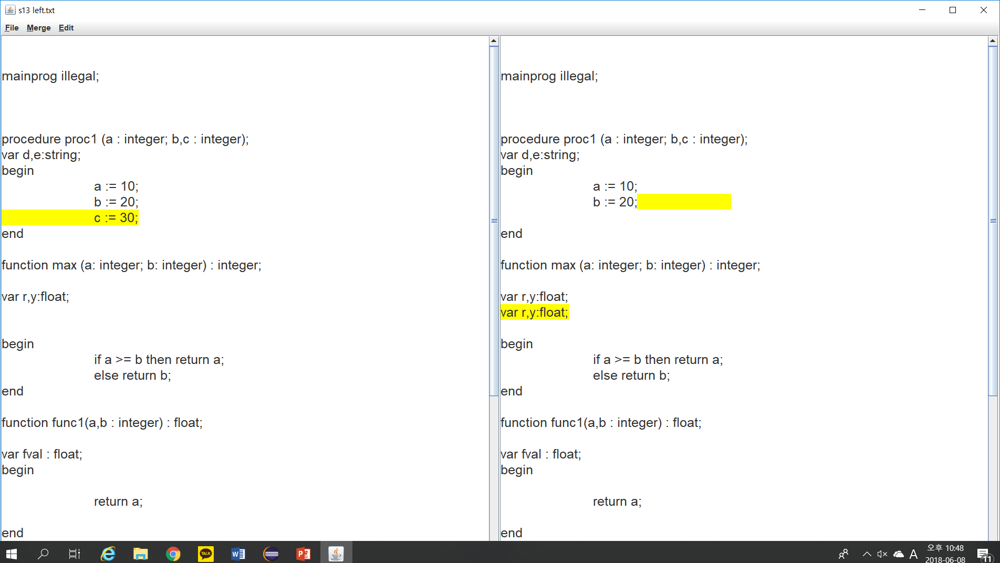 s13 left.txt
File Merge Edit
mainprog illegal;
procedure proc1 (a : integer; b,c : integer);
var d,e:string;
begin
a := 10;
b := 20;
c := 30;
end
function max (a: integer; b: integer) : integer;
var r,y:float;
begin
if a >= b then return a;
else return b;
end
function func1(a,b : integer) : float;
var fval : float;
begin
return a;
end
mainprog illegal;
procedure proc1 (a : integer; b,c : integer);
var d,e:string;
begin
a := 10;
b := 20;
end
function max (a: integer; b: integer) : integer;
var r,y:float;
var r,y:float;
begin
if a >= b then return a;
else return b;
end
function func1(a,b : integer) : float;
var fval : float;
begin
return a;
end
TALK
W
P
A
오후 10:48
2018-06-08
11